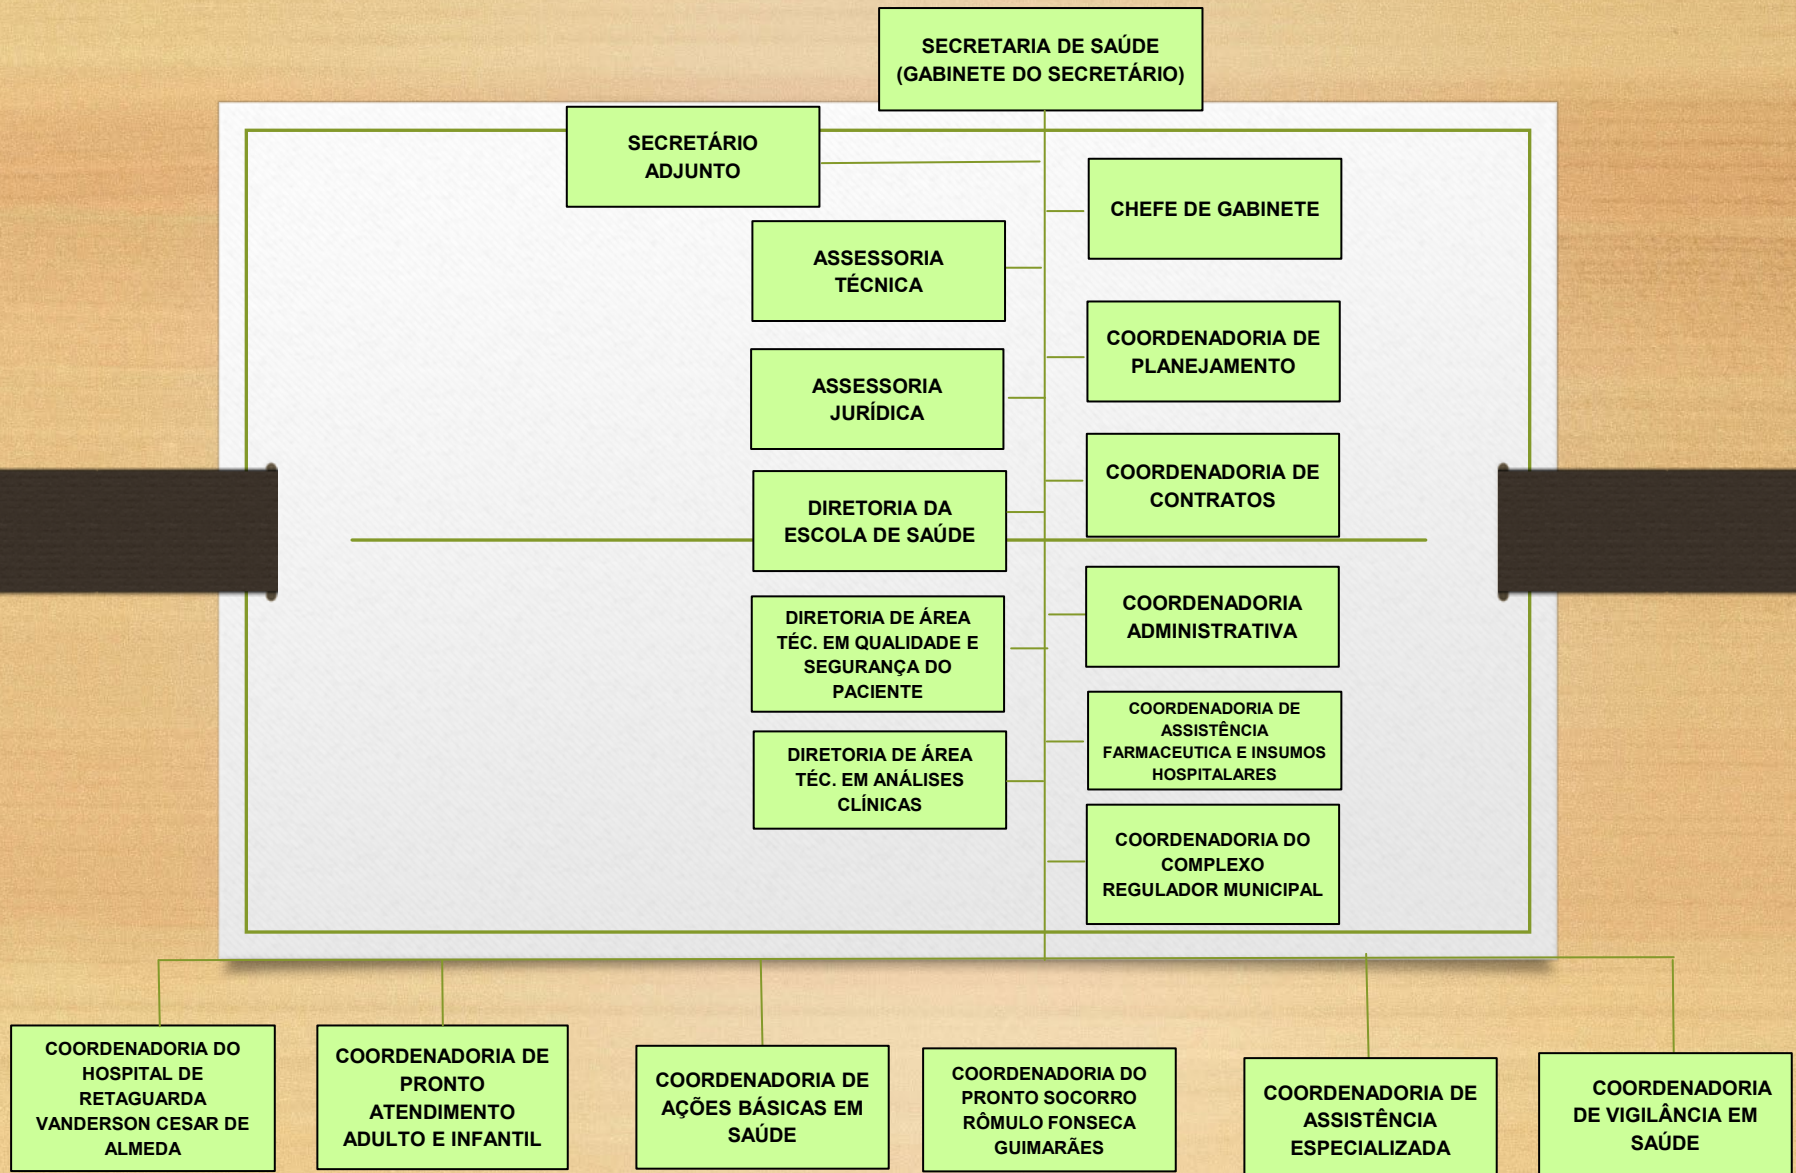 SECRETARIA DE SAÚDE
(GABINETE DO SECRETÁRIO)
SECRETÁRIO
ADJUNTO
CHEFE DE GABINETE
ASSESSORIA
TÉCNICA
COORDENADORIA DE
PLANEJAMENTO
ASSESSORIA
JURÍDICA
COORDENADORIA DE
CONTRATOS
DIRETORIA DA
ESCOLA DE SAÚDE
COORDENADORIA
ADMINISTRATIVA
DIRETORIA DE ÁREA
TÉC. EM QUALIDADE E
SEGURANÇA DO
PACIENTE
COORDENADORIA DE
ASSISTÊNCIA
FARMACEUTICA E INSUMOS
HOSPITALARES
DIRETORIA DE ÁREA
TÉC. EM ANÁLISES
CLÍNICAS
COORDENADORIA DO
COMPLEXO
REGULADOR MUNICIPAL
COORDENADORIA DO
HOSPITAL DE
RETAGUARDA
VANDERSON CESAR DE
ALMEDA
COORDENADORIA DE
PRONTO
ATENDIMENTO
ADULTO E INFANTIL
COORDENADORIA DE
AÇÕES BÁSICAS EM
SAÚDE
COORDENADORIA DO
PRONTO SOCORRO
RÔMULO FONSECA
GUIMARÃES
COORDENADORIA DE
ASSISTÊNCIA
ESPECIALIZADA
COORDENADORIA
DE VIGILÂNCIA EM
SAÚDE